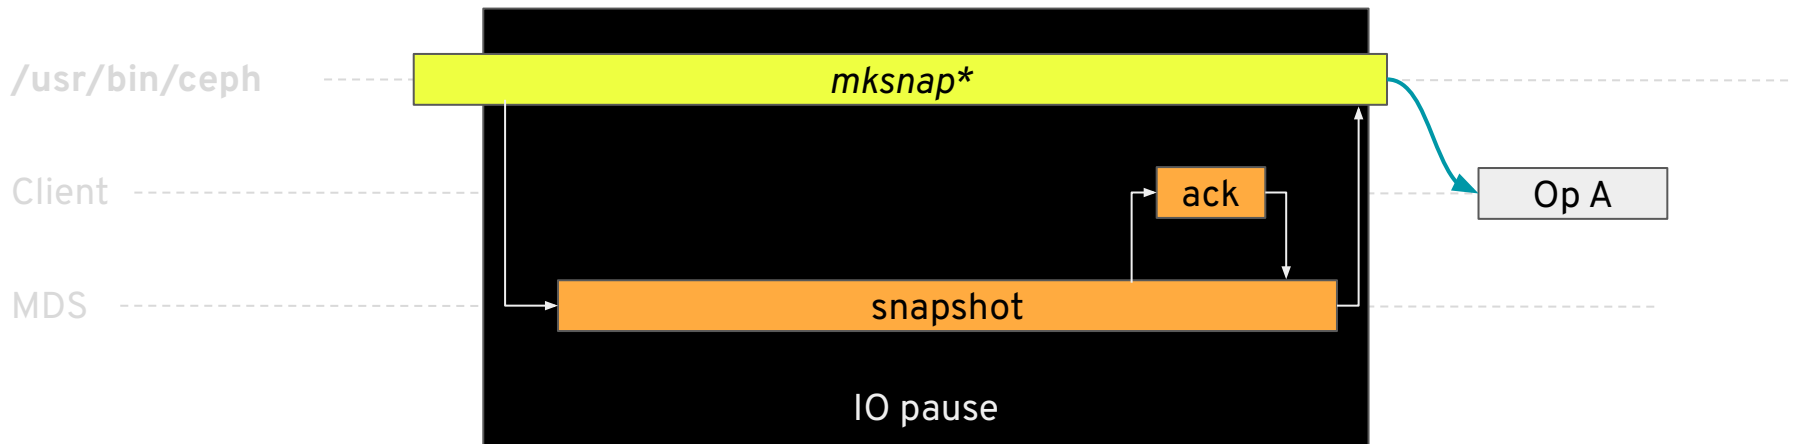 /usr/bin/ceph
mksnap*
Client
ack
Op A
MDS
snapshot
IO pause